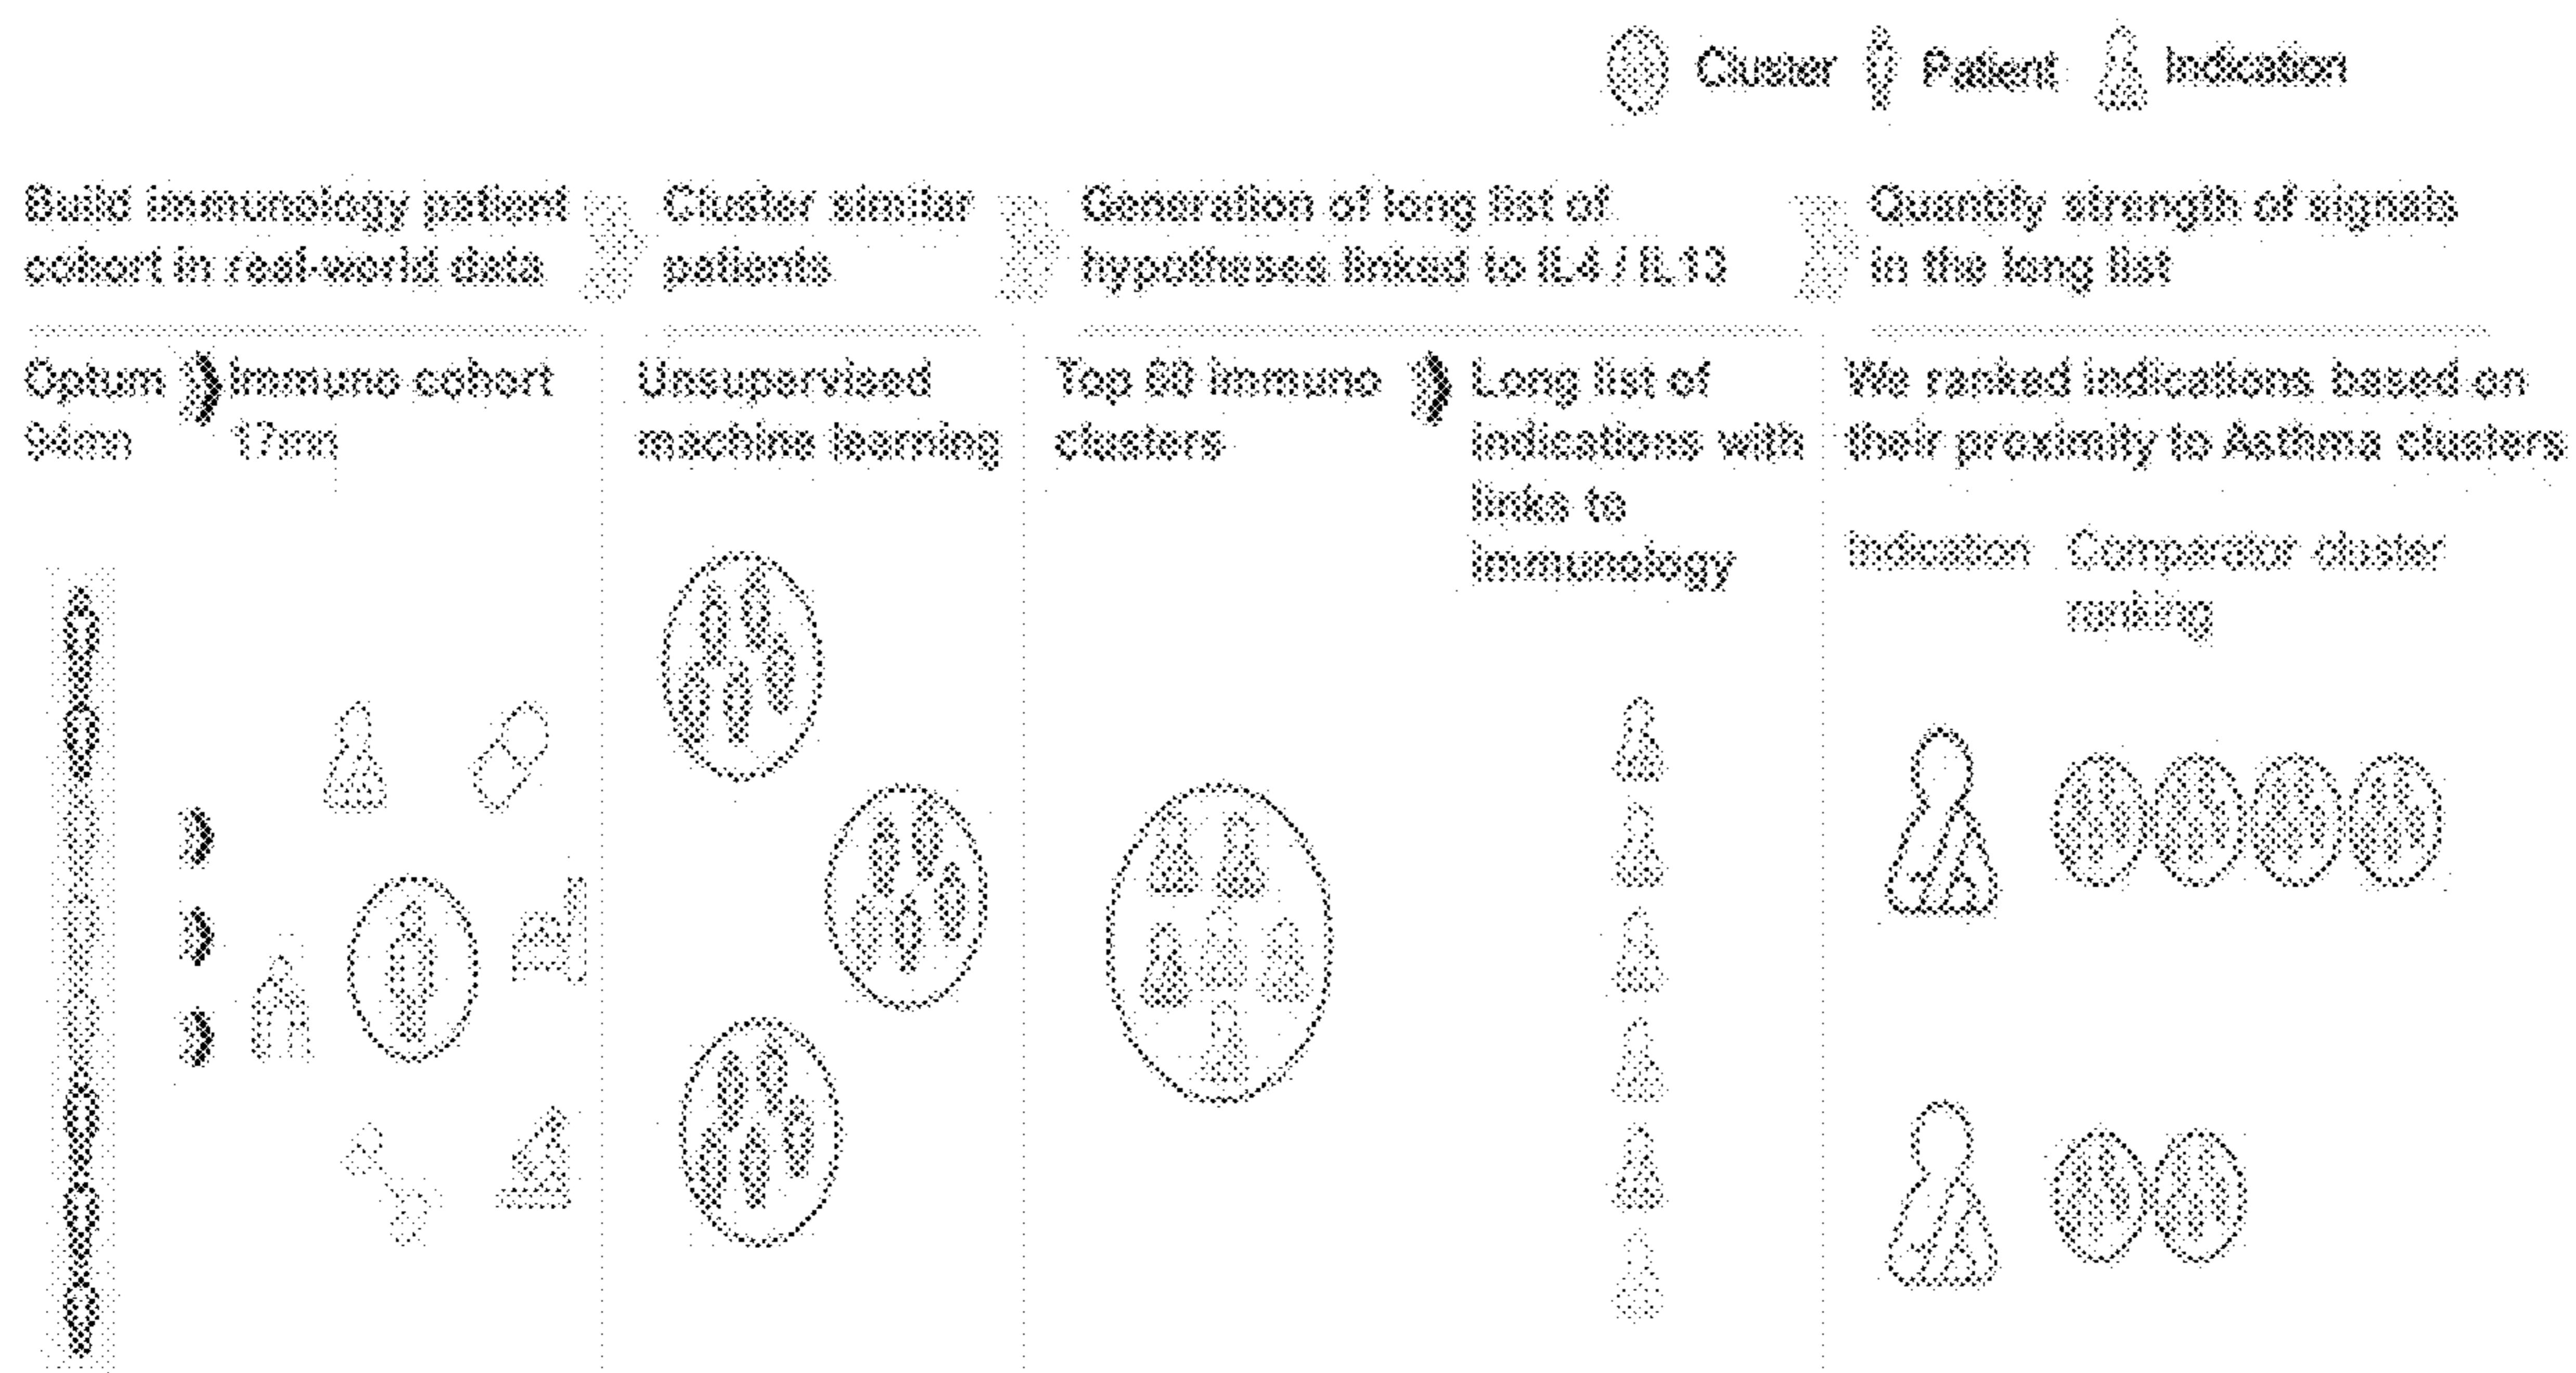 Cluster Patient Indication
Build immunology patient
cohort in real-world data
Cluster similar
patients
Generation of long list of
hypotheses linked to IL4 / IL13
Quantify strength of signals
in the long list
Optum
94mn
Immuno cohort
17mn
Unsupervised
machine learning
Top immuno
clusters
Long list of
indications with
links to
immunology
We ranked indications based on
their proximity to Asthma clusters
Indication
Comparator cluster
ranking